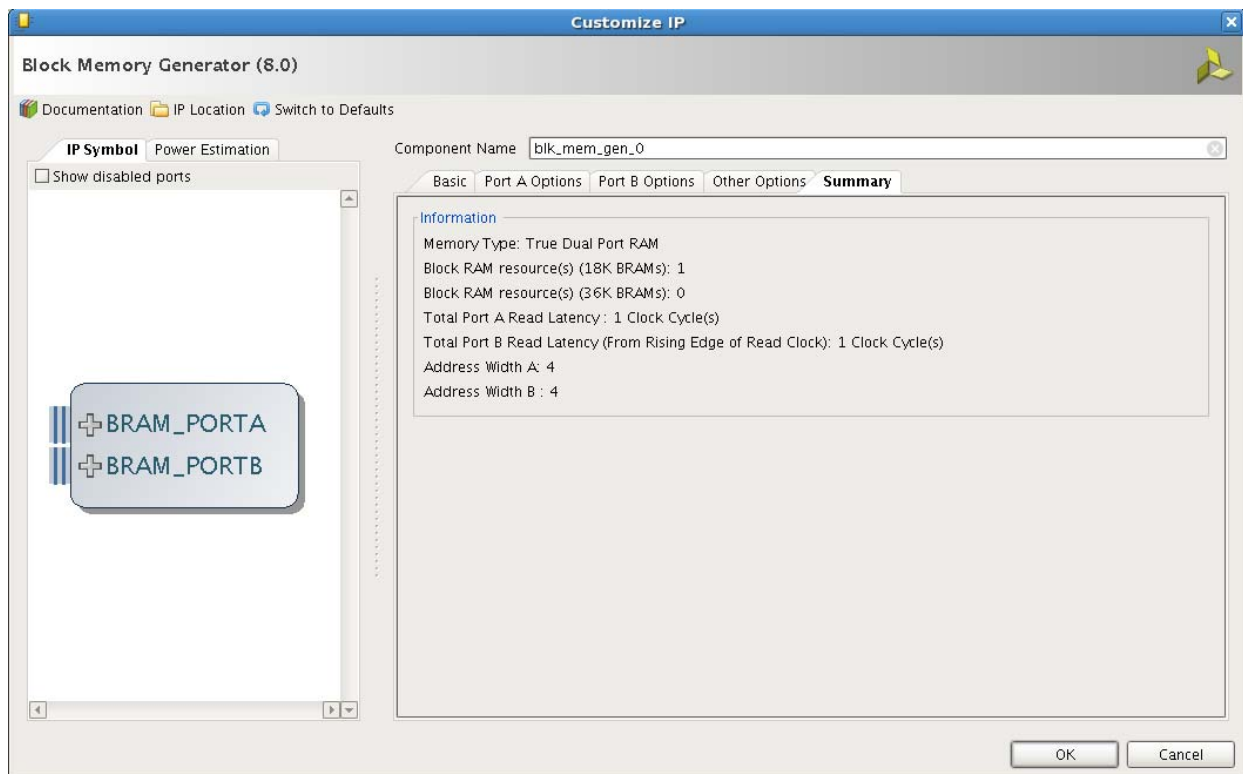 Customize IP
Block Memory Generator (8.0)
Documentation IP Location Switch to Defaults
IP Symbol Power Estimation
Show disabled ports
BRAM_PORTA
BRAM_PORTB
Component Name blk_mem_gen_0
Basic Port A Options Port B Options Other Options Summary
Information
Memory Type: True Dual Port RAM
Block RAM resource(s) (18K BRAMs): 1
Block RAM resource(s) (36K BRAMs): 0
Total Port A Read Latency : 1 Clock Cycle(s)
Total Port B Read Latency (From Rising Edge of Read Clock): 1 Clock Cycle(s)
Address Width A: 4
Address Width B : 4
OK Cancel